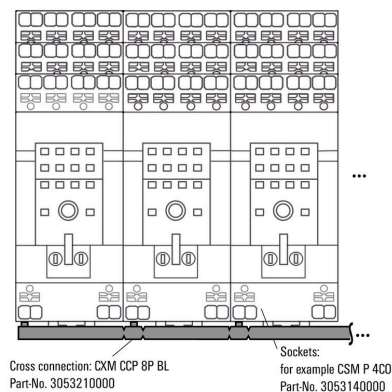 ...
Cross connection: CXM CCP 8P BL
Part-No. 3053210000
Sockets:
for example CSM P 4CO
Part-No. 3053140000